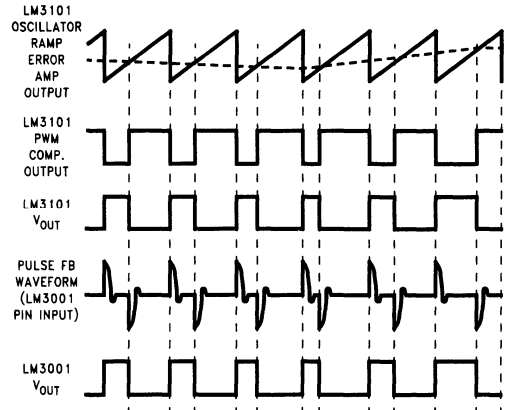 LM3101
OSCILLATOR
RAMP
ERROR
AMP
OUTPUT
LM3101
PWM
COMP.
OUTPUT
LM3101
VOUT
PULSE FB
WAVEFORM
(LM3001
PIN INPUT)
LM3001
VOUT